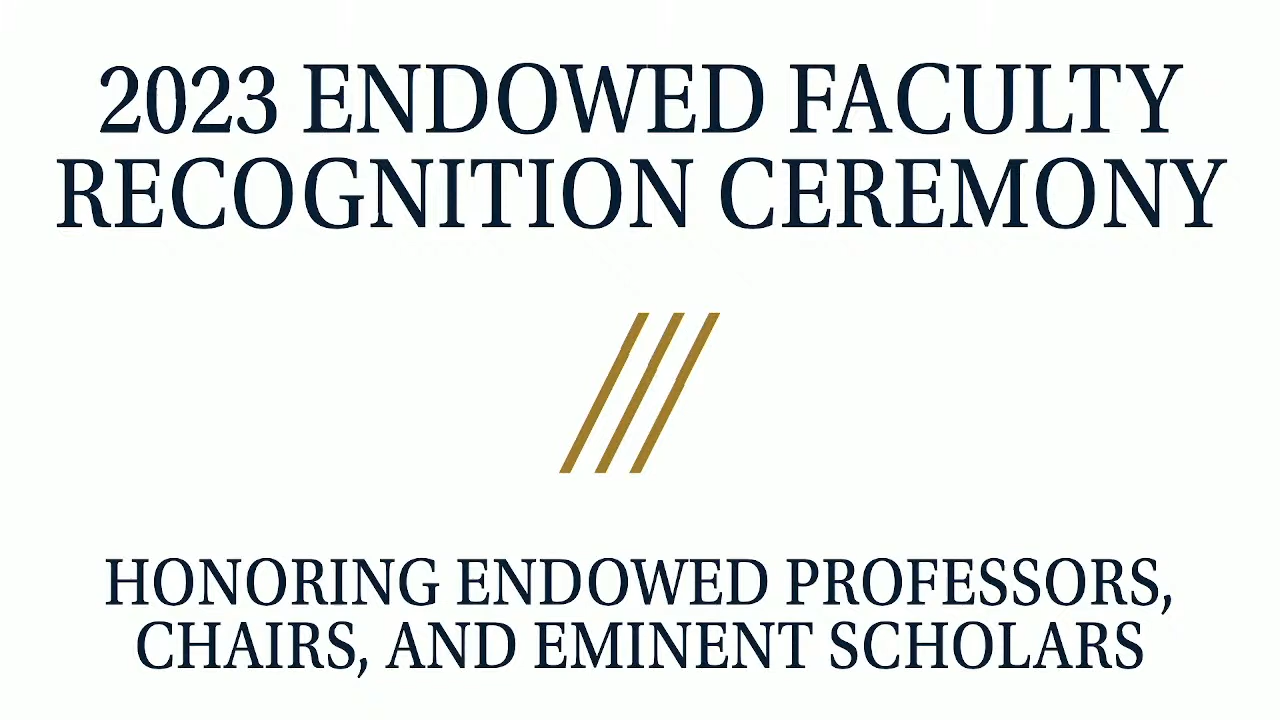 2023 ENDOWED FACULTY
RECOGNITION CEREMONY
HONORING ENDOWED PROFESSORS,
CHAIRS, AND EMINENT SCHOLARS